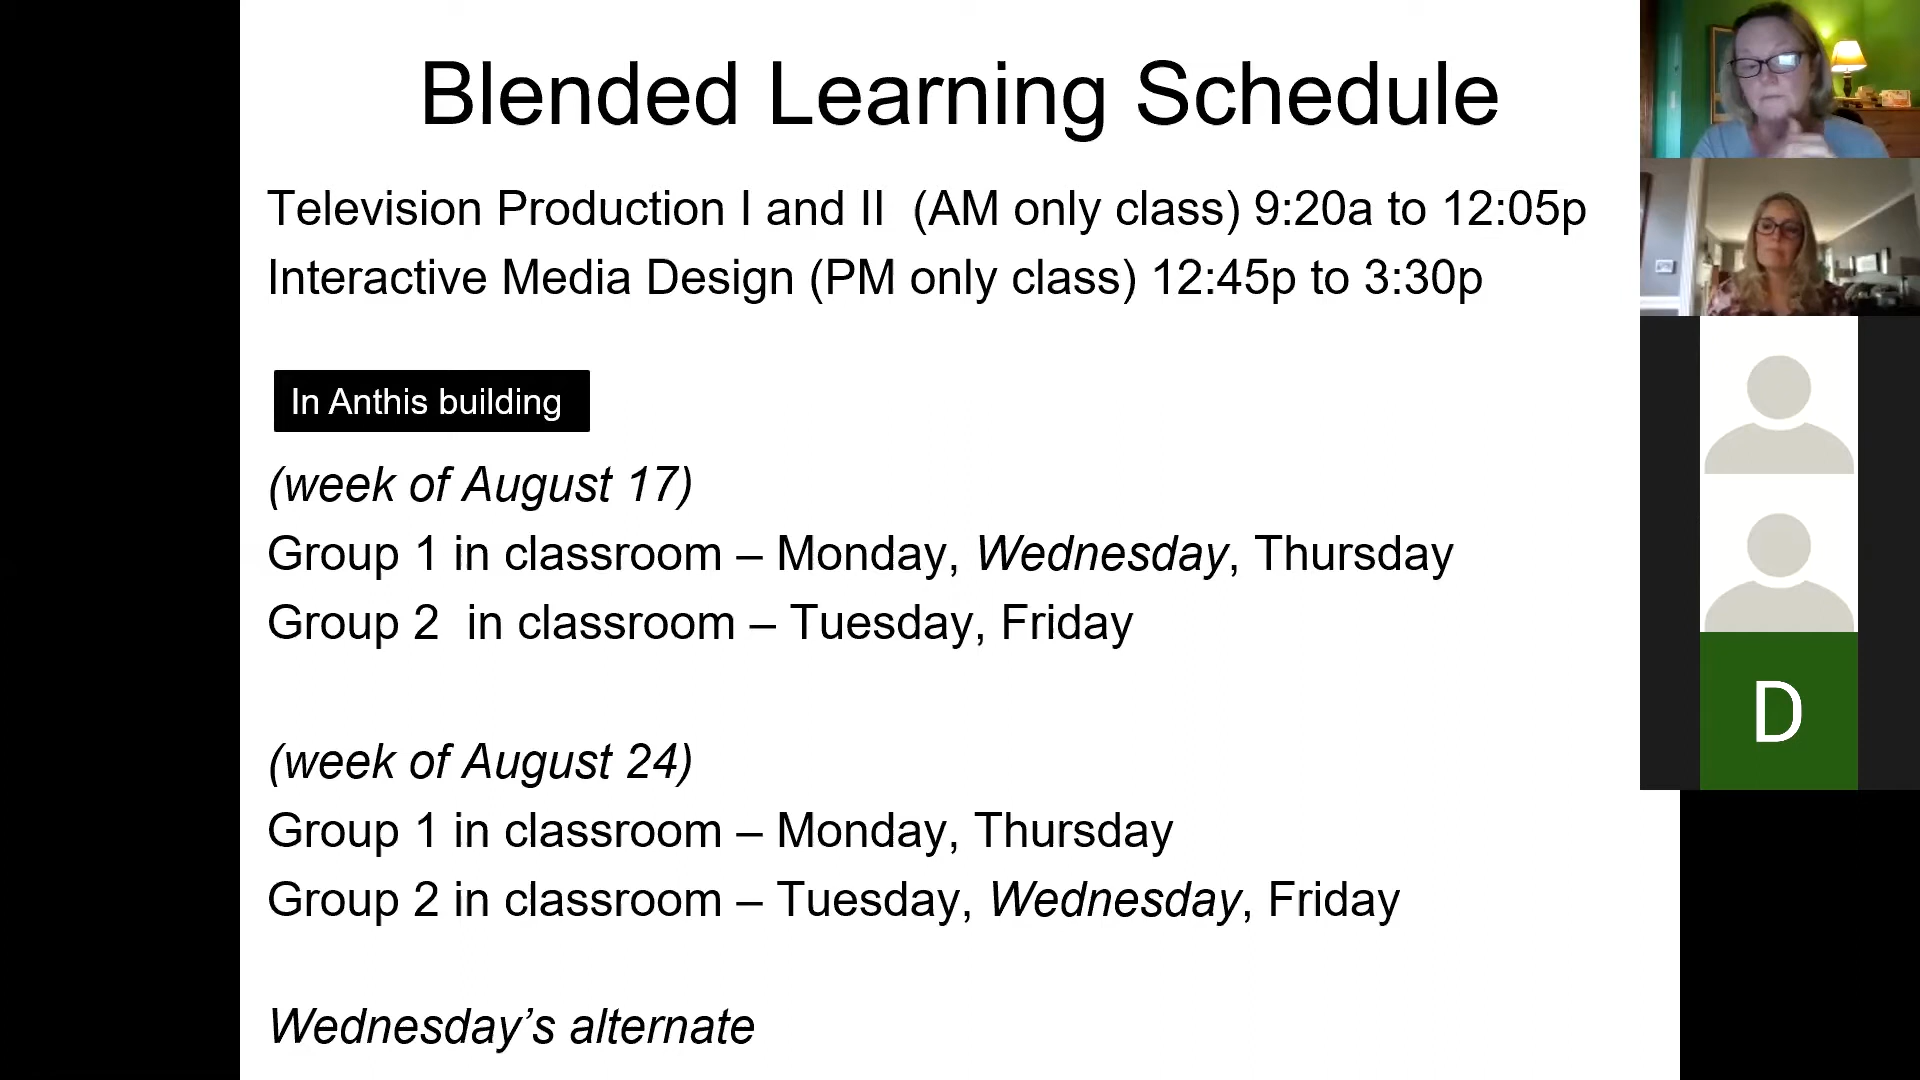 Blended Learning Schedule
Television Production I and II (AM only class) 9:20a to 12:05p
Interactive Media Design (PM only class) 12:45p to 3:30p
In Anthis building
(week of August 17)
Group 1 in classroom – Monday, Wednesday, Thursday
Group 2 in classroom – Tuesday, Friday
(week of August 24)
Group 1 in classroom – Monday, Thursday
Group 2 in classroom – Tuesday, Wednesday, Friday
Wednesday’s alternate
D